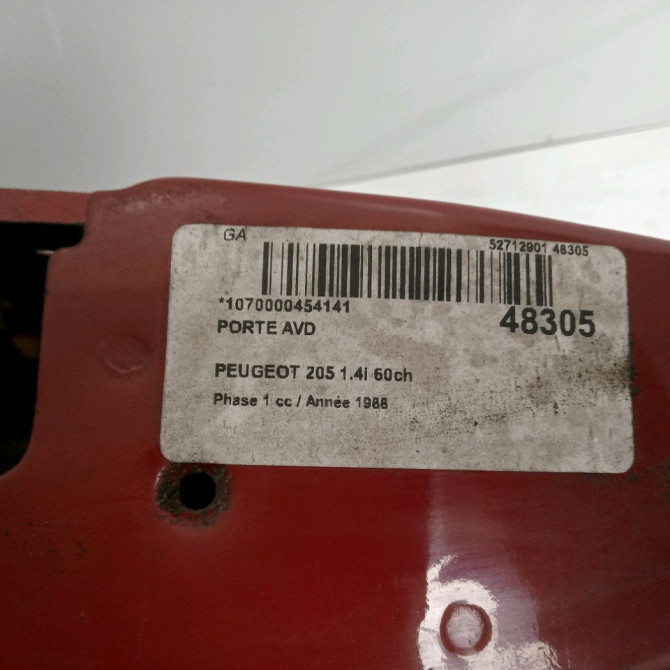 GA
52712901 48305
*1070000454141
48305
PORTE AVD
PEUGEOT 205 1.4i 60ch
Phase 1 cc / Année 1988